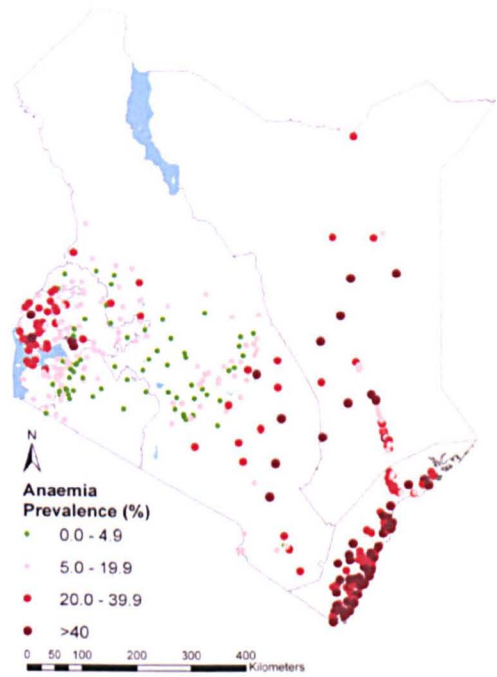 N
Anaemia
Prevalence (%)
0.0 - 4.9
5.0 - 19.9
20.0 - 39.9
>40
0 50 100 200 300 400
Kilometers